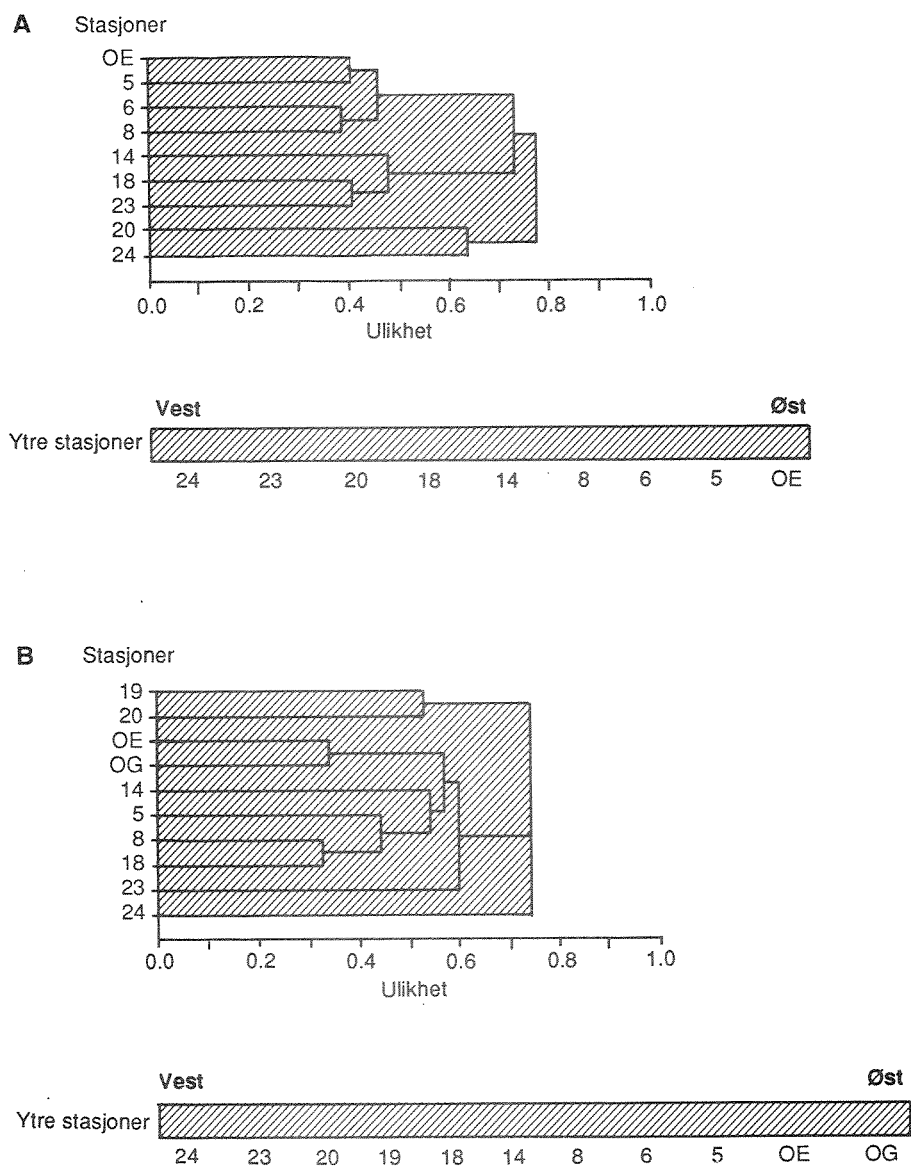 A Stasjoner
OE
5
6
8
14
18
23
20
24
0.0 0.2 0.4 0.6 0.8 1.0
Ulikhet
Vest Øst
Ytre stasjoner
24 23 20 18 14 8 6 5 OE
B Stasjoner
19
20
OE
OG
14
5
8
18
23
24
0.0 0.2 0.4 0.6 0.8 1.0
Ulikhet
Vest Øst
Ytre stasjoner
24 23 20 19 18 14 8 6 5 OE OG